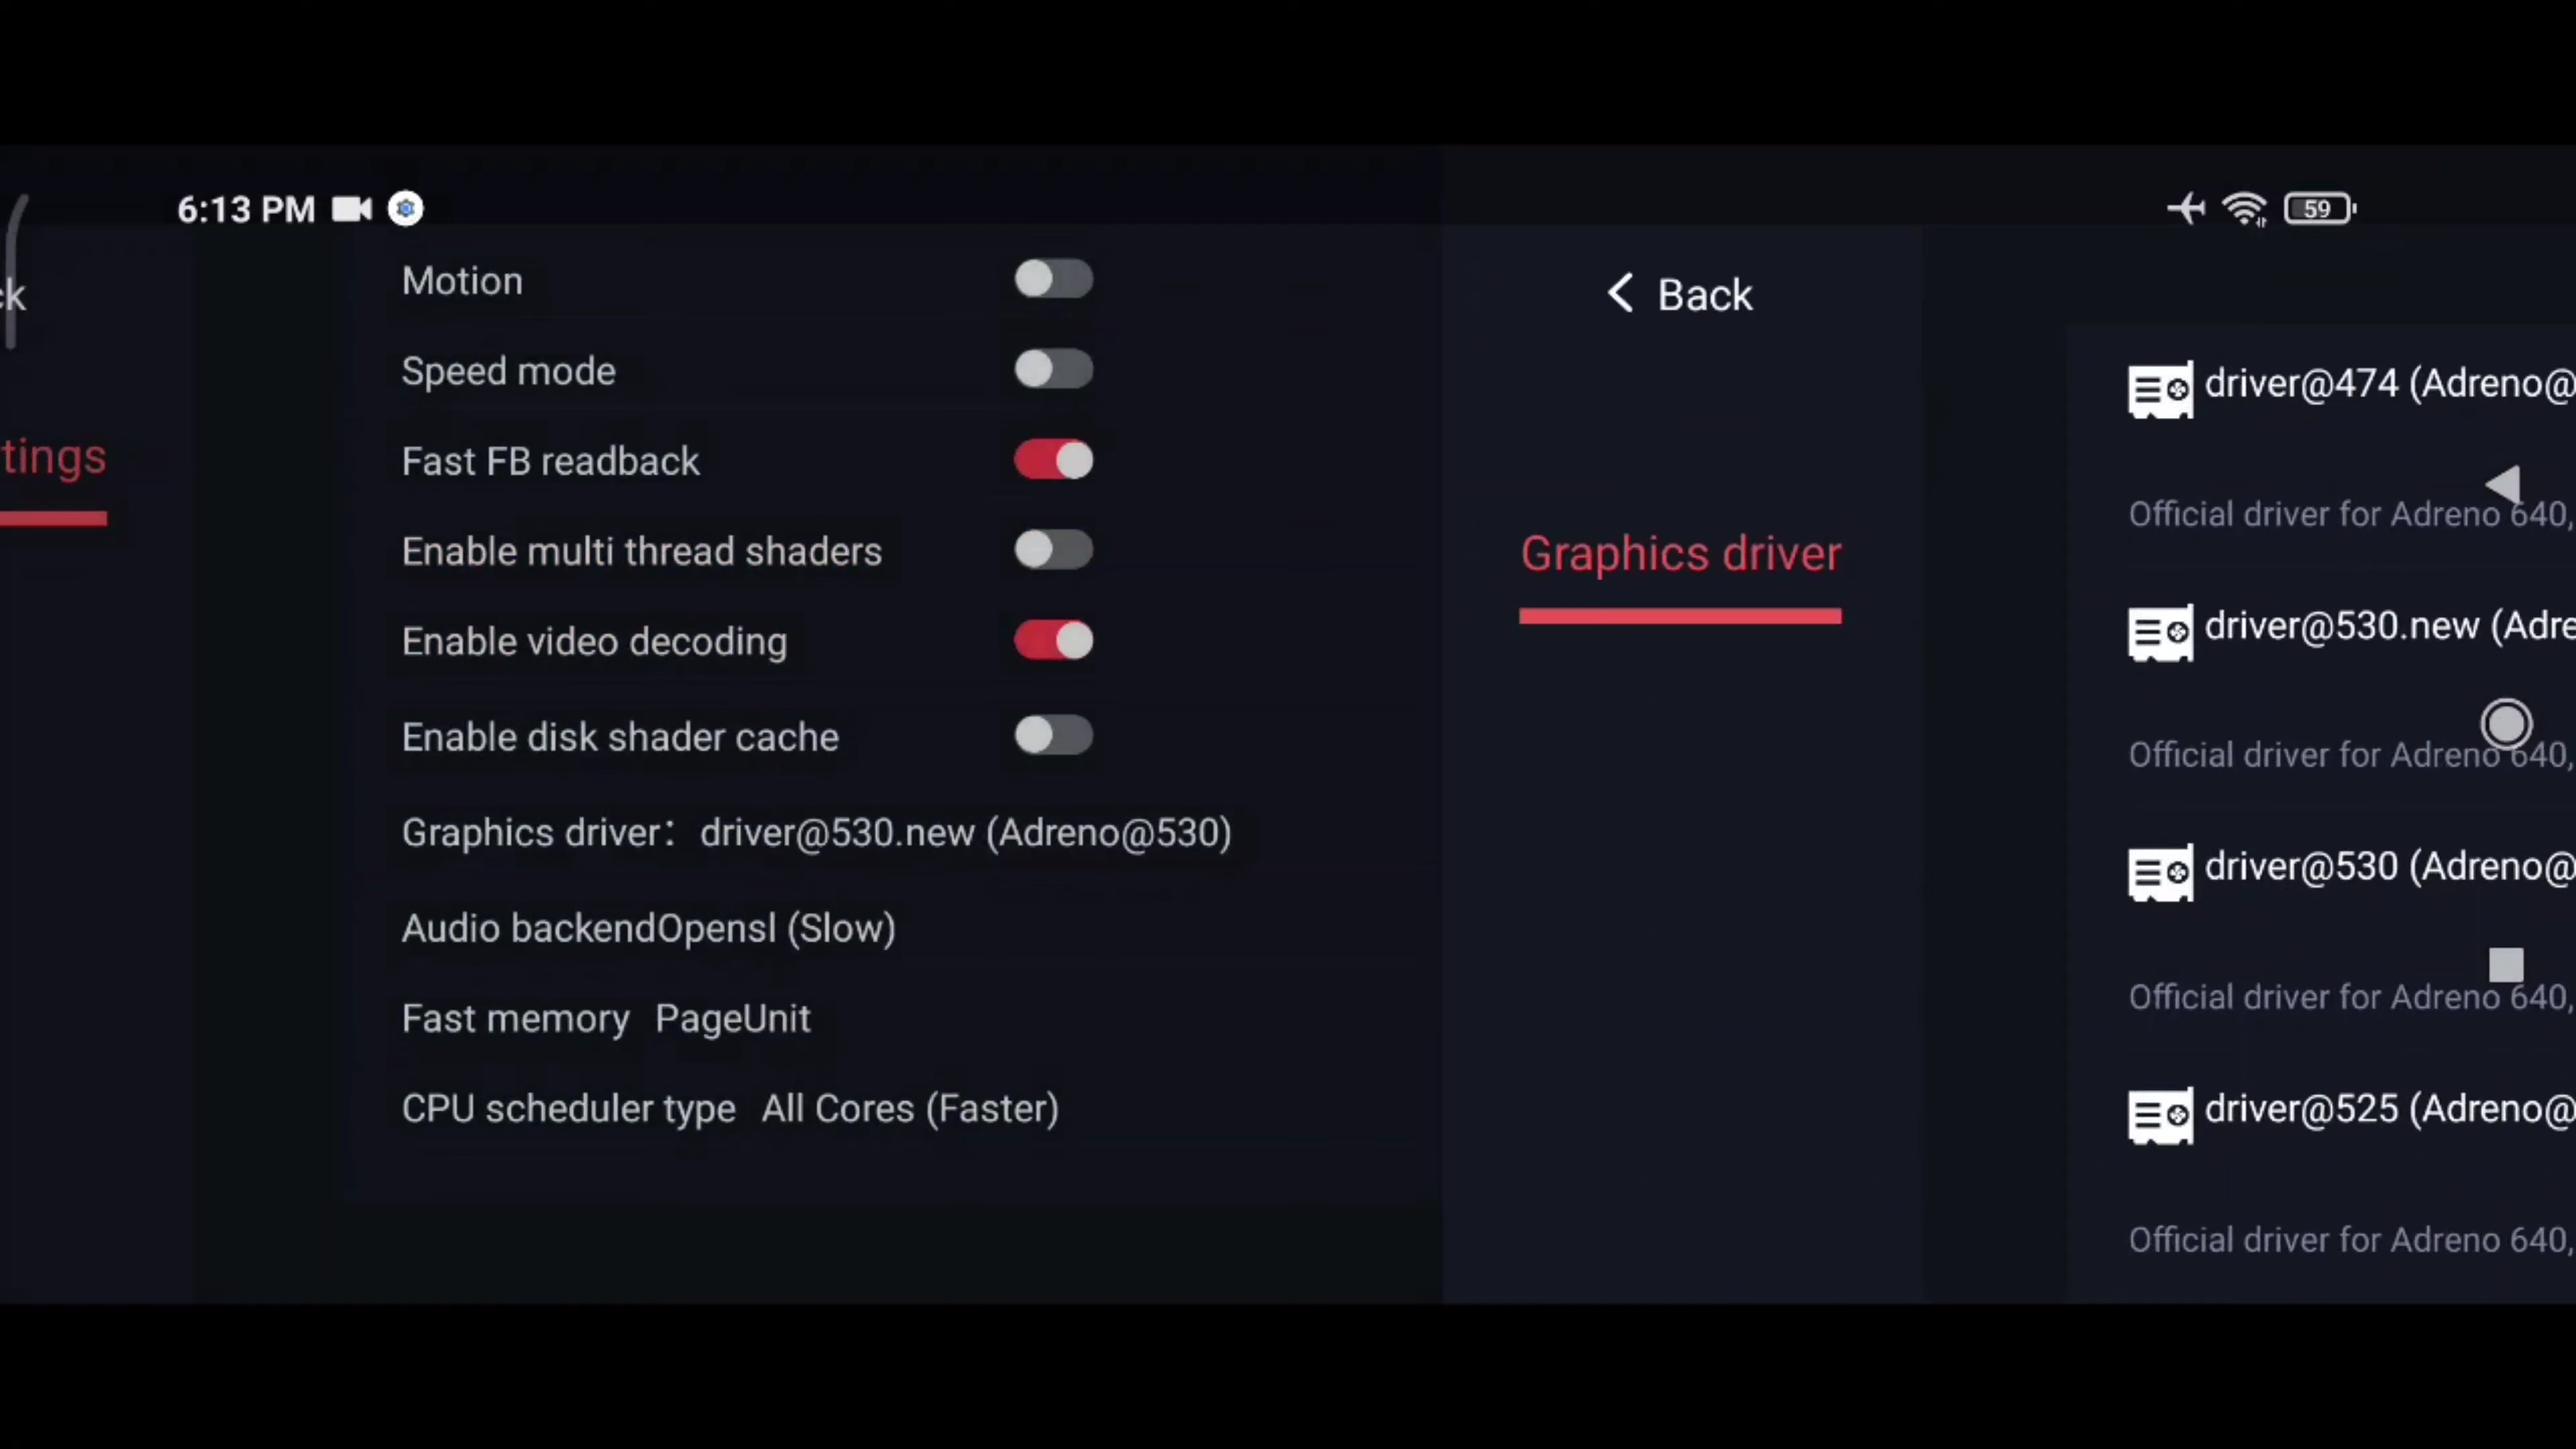 6:13 PM
59
ck
tings
Motion
Speed mode
Fast FB readback
Enable multi thread shaders
Enable video decoding
Enable disk shader cache
Graphics driver: driver@530.new (Adreno@530)
Audio backendOpensl (Slow)
Fast memory PageUnit
CPU scheduler type All Cores (Faster)
Back
Graphics driver
driver@474 (Adreno@
Official driver for Adreno 640,
driver@530.new (Adre
Official driver for Adreno 640,
driver@530 (Adreno@
Official driver for Adreno 640,
driver@525 (Adreno@
Official driver for Adreno 640,